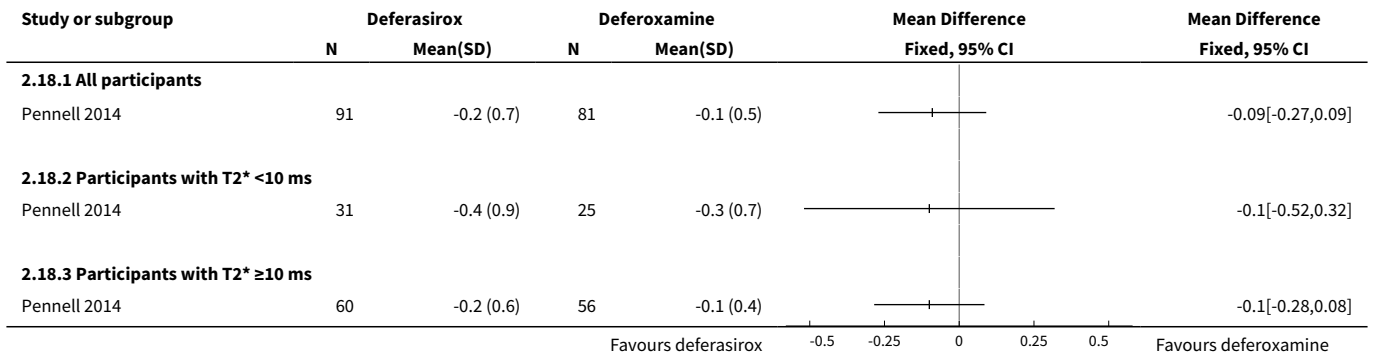 Study or subgroup Deferasirox Deferoxamine Mean Difference Mean Difference
N Mean(SD) N Mean(SD) Fixed, 95% CI Fixed, 95% CI
2.18.1 All participants
Pennell 2014 91 -0.2 (0.7) 81 -0.1 (0.5) -0.09[-0.27,0.09]
2.18.2 Participants with T2* <10 ms
Pennell 2014 31 -0.4 (0.9) 25 -0.3 (0.7) -0.1[-0.52,0.32]
2.18.3 Participants with T2* ≥10 ms
Pennell 2014 60 -0.2 (0.6) 56 -0.1 (0.4) -0.1[-0.28,0.08]
Favours deferasirox -0.5 -0.25 0 0.25 0.5 Favours deferoxamine